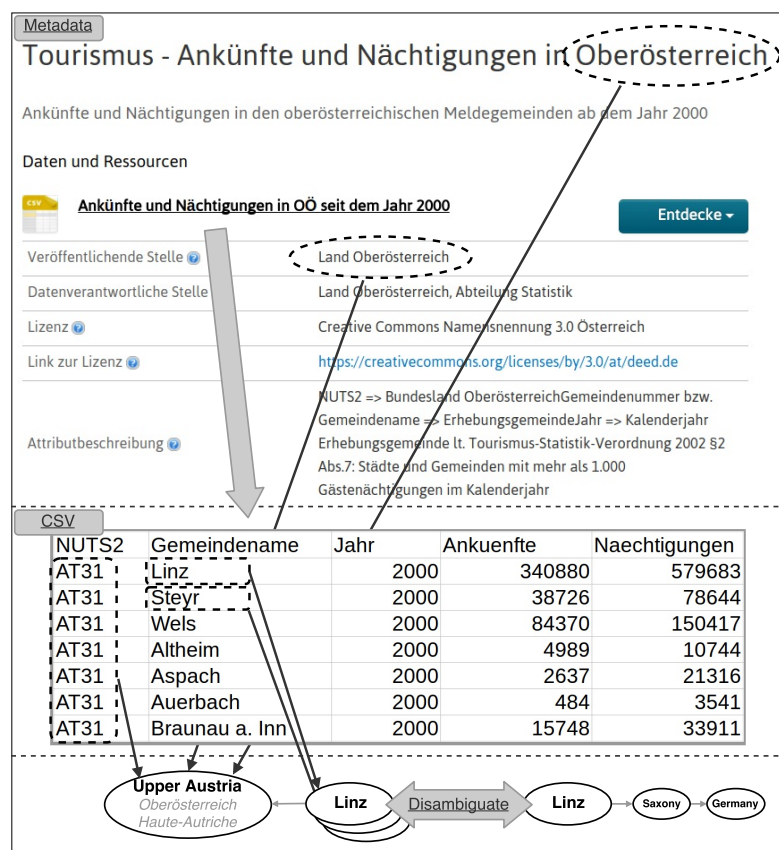 Metadata
Tourismus - Ankünfte und Nächtigungen in Oberösterreich
Ankünfte und Nächtigungen in den oberösterreichischen Meldegemeinden ab dem Jahr 2000
Daten und Ressourcen
CSV
Ankünfte und Nächtigungen in OÖ seit dem Jahr 2000
Entdecke
Veröffentlichende Stelle ? Land Oberösterreich
Datenverantwortliche Stelle Land Oberösterreich, Abteilung Statistik
Lizenz ? Creative Commons Namensnennung 3.0 Österreich
Link zur Lizenz ? https://creativecommons.org/licenses/by/3.0/at/deed.de
NUTS2 => Bundesland OberösterreichGemeindenummer bzw.
Gemeindename => ErhebungsgemeindeJahr => Kalenderjahr
Attributbeschreibung ? Erhebungsgemeinde lt. Tourismus-Statistik-Verordnung 2002 §2
Abs.7: Städte und Gemeinden mit mehr als 1.000
Gästenächtigungen im Kalenderjahr
CSV
NUTS2 Gemeindename Jahr Ankuenfte Naechtigungen
AT31 Linz 2000 340880 579683
AT31 Steyr 2000 38726 78644
AT31 Wels 2000 84370 150417
AT31 Altheim 2000 4989 10744
AT31 Aspach 2000 2637 21316
AT31 Auerbach 2000 484 3541
AT31 Braunau a. Inn 2000 15748 33911
Upper Austria
Oberösterreich
Haute-Autriche
Linz
Disambiguate
Linz
Saxony
Germany